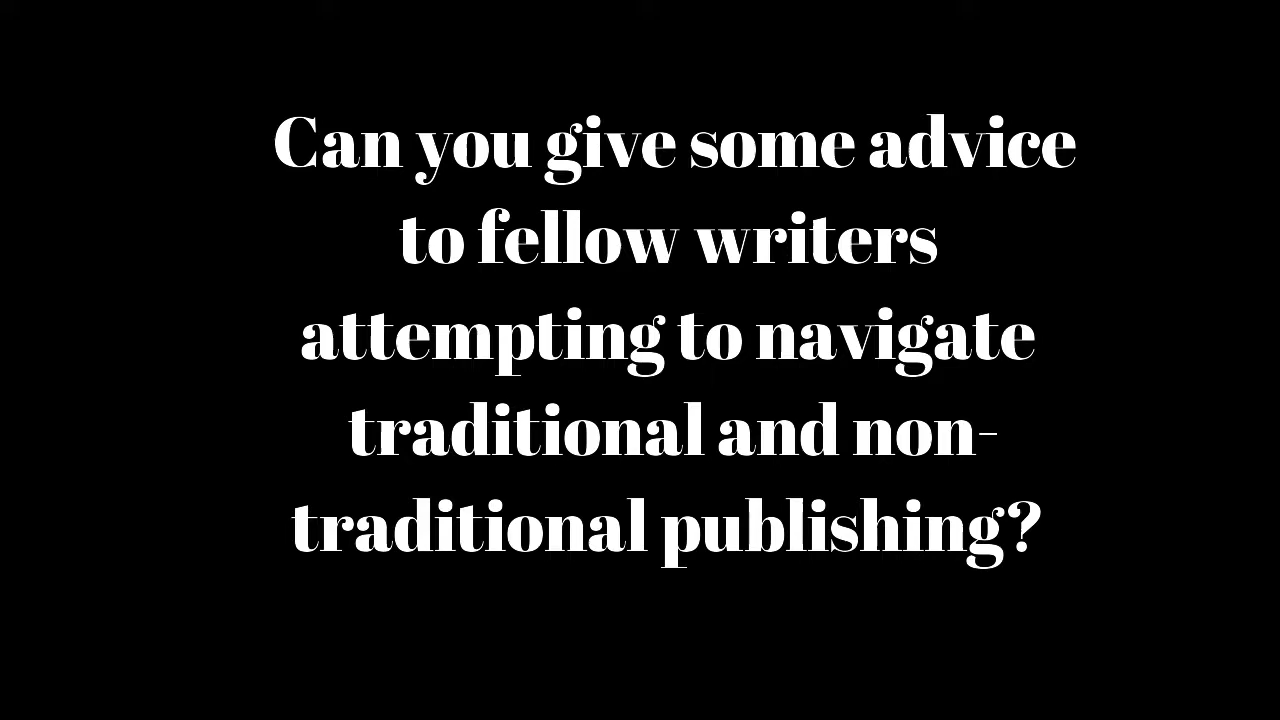 Can you give some advice
to fellow writers
attempting to navigate
traditional and non-
traditional publishing?